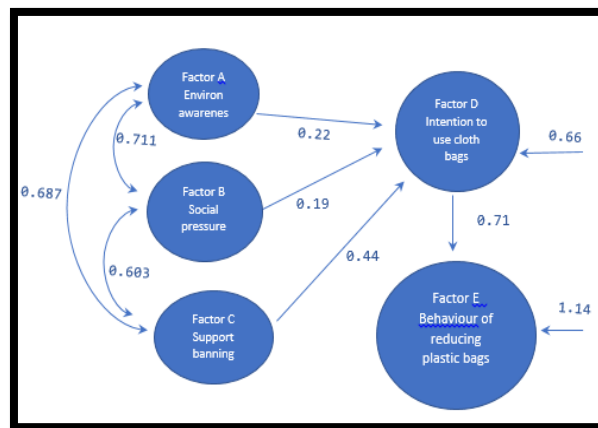 Factor A
Environ
awarenes
Factor D
Intention to
use cloth
bags
0.22
0.66
0.711
0.687
Factor B
Social
pressure
0.19
0.71
0.44
0.603
Factor C
Support
banning
Factor E
Behaviour of
reducing
plastic bags
1.14